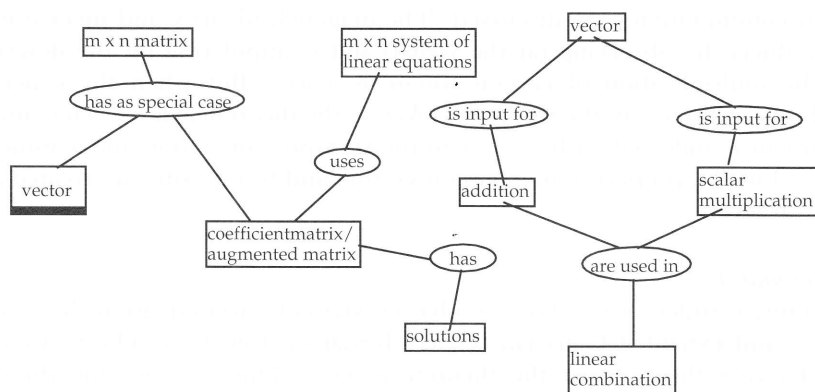 m x n matrix
m x n system of
linear equations
vector
has as special case
is input for
is input for
uses
vector
addition
scalar
multiplication
coefficientmatrix/
augmented matrix
has
are used in
solutions
linear
combination